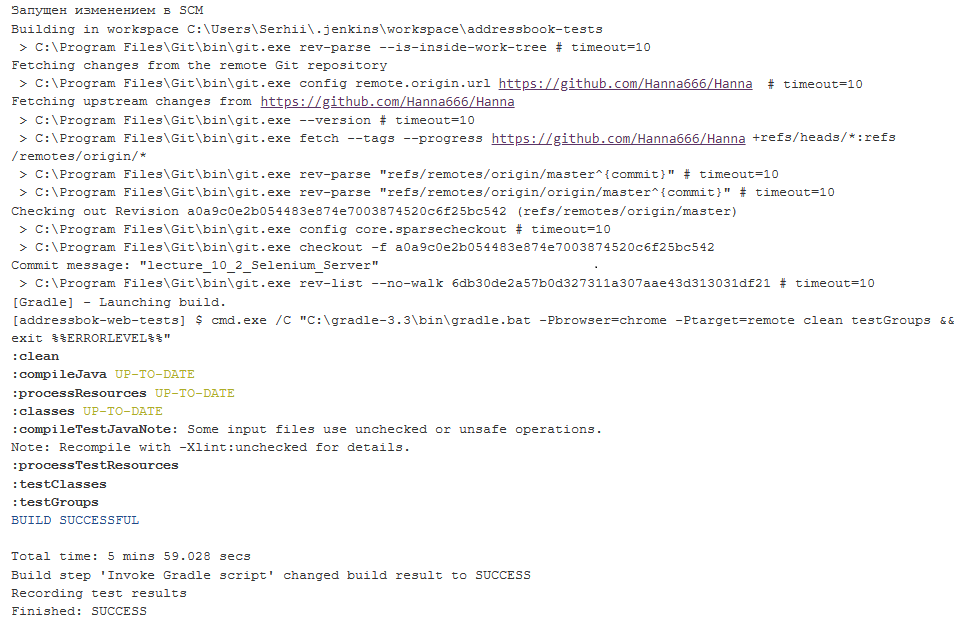 Запущен изменением в SCM
Building in workspace C:\Users\Serhii\.jenkins\workspace\addressbook-tests
 > C:\Program Files\Git\bin\git.exe rev-parse --is-inside-work-tree # timeout=10
Fetching changes from the remote Git repository
 > C:\Program Files\Git\bin\git.exe config remote.origin.url https://github.com/Hanna666/Hanna # timeout=10
Fetching upstream changes from https://github.com/Hanna666/Hanna
 > C:\Program Files\Git\bin\git.exe --version # timeout=10
 > C:\Program Files\Git\bin\git.exe fetch --tags --progress https://github.com/Hanna666/Hanna +refs/heads/*:refs
/remotes/origin/*
 > C:\Program Files\Git\bin\git.exe rev-parse "refs/remotes/origin/master^{commit}" # timeout=10
 > C:\Program Files\Git\bin\git.exe rev-parse "refs/remotes/origin/origin/master^{commit}" # timeout=10
Checking out Revision a0a9c0e2b054483e874e7003874520c6f25bc542 (refs/remotes/origin/master)
 > C:\Program Files\Git\bin\git.exe config core.sparsecheckout # timeout=10
 > C:\Program Files\Git\bin\git.exe checkout -f a0a9c0e2b054483e874e7003874520c6f25bc542
Commit message: "lecture_10_2_Selenium_Server"
 > C:\Program Files\Git\bin\git.exe rev-list --no-walk 6db30de2a57b0d327311a307aae43d313031df21 # timeout=10
[Gradle] - Launching build.
[addressbok-web-tests] $ cmd.exe /C "C:\gradle-3.3\bin\gradle.bat -Pbrowser=chrome -Ptarget=remote clean testGroups &&
exit %%ERRORLEVEL%%"
:clean
:compileJava UP-TO-DATE
:processResources UP-TO-DATE
:classes UP-TO-DATE
:compileTestJavaNote: Some input files use unchecked or unsafe operations.
Note: Recompile with -Xlint:unchecked for details.
:processTestResources
:testClasses
:testGroups
BUILD SUCCESSFUL
Total time: 5 mins 59.028 secs
Build step 'Invoke Gradle script' changed build result to SUCCESS
Recording test results
Finished: SUCCESS